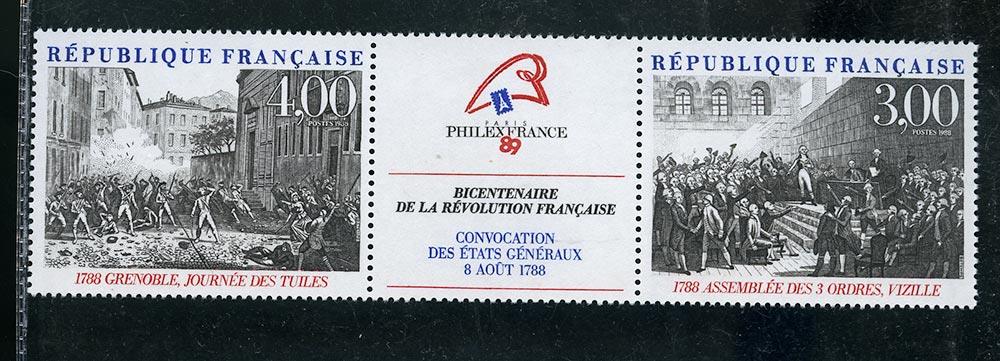 RÉPUBLIQUE FRANÇAISE
4,00
POSTES 1988
1788 GRENOBLE, JOURNÉE DES TUILES
PARIS
PHILEXFRANCE
89
BICENTENAIRE
DE LA RÉVOLUTION FRANÇAISE
CONVOCATION
DES ÉTATS GÉNÉRAUX
8 AOÛT 1788
RÉPUBLIQUE FRANÇAISE
3,00
POSTES 1988
1788 ASSEMBLÉE DES 3 ORDRES, VIZILLE